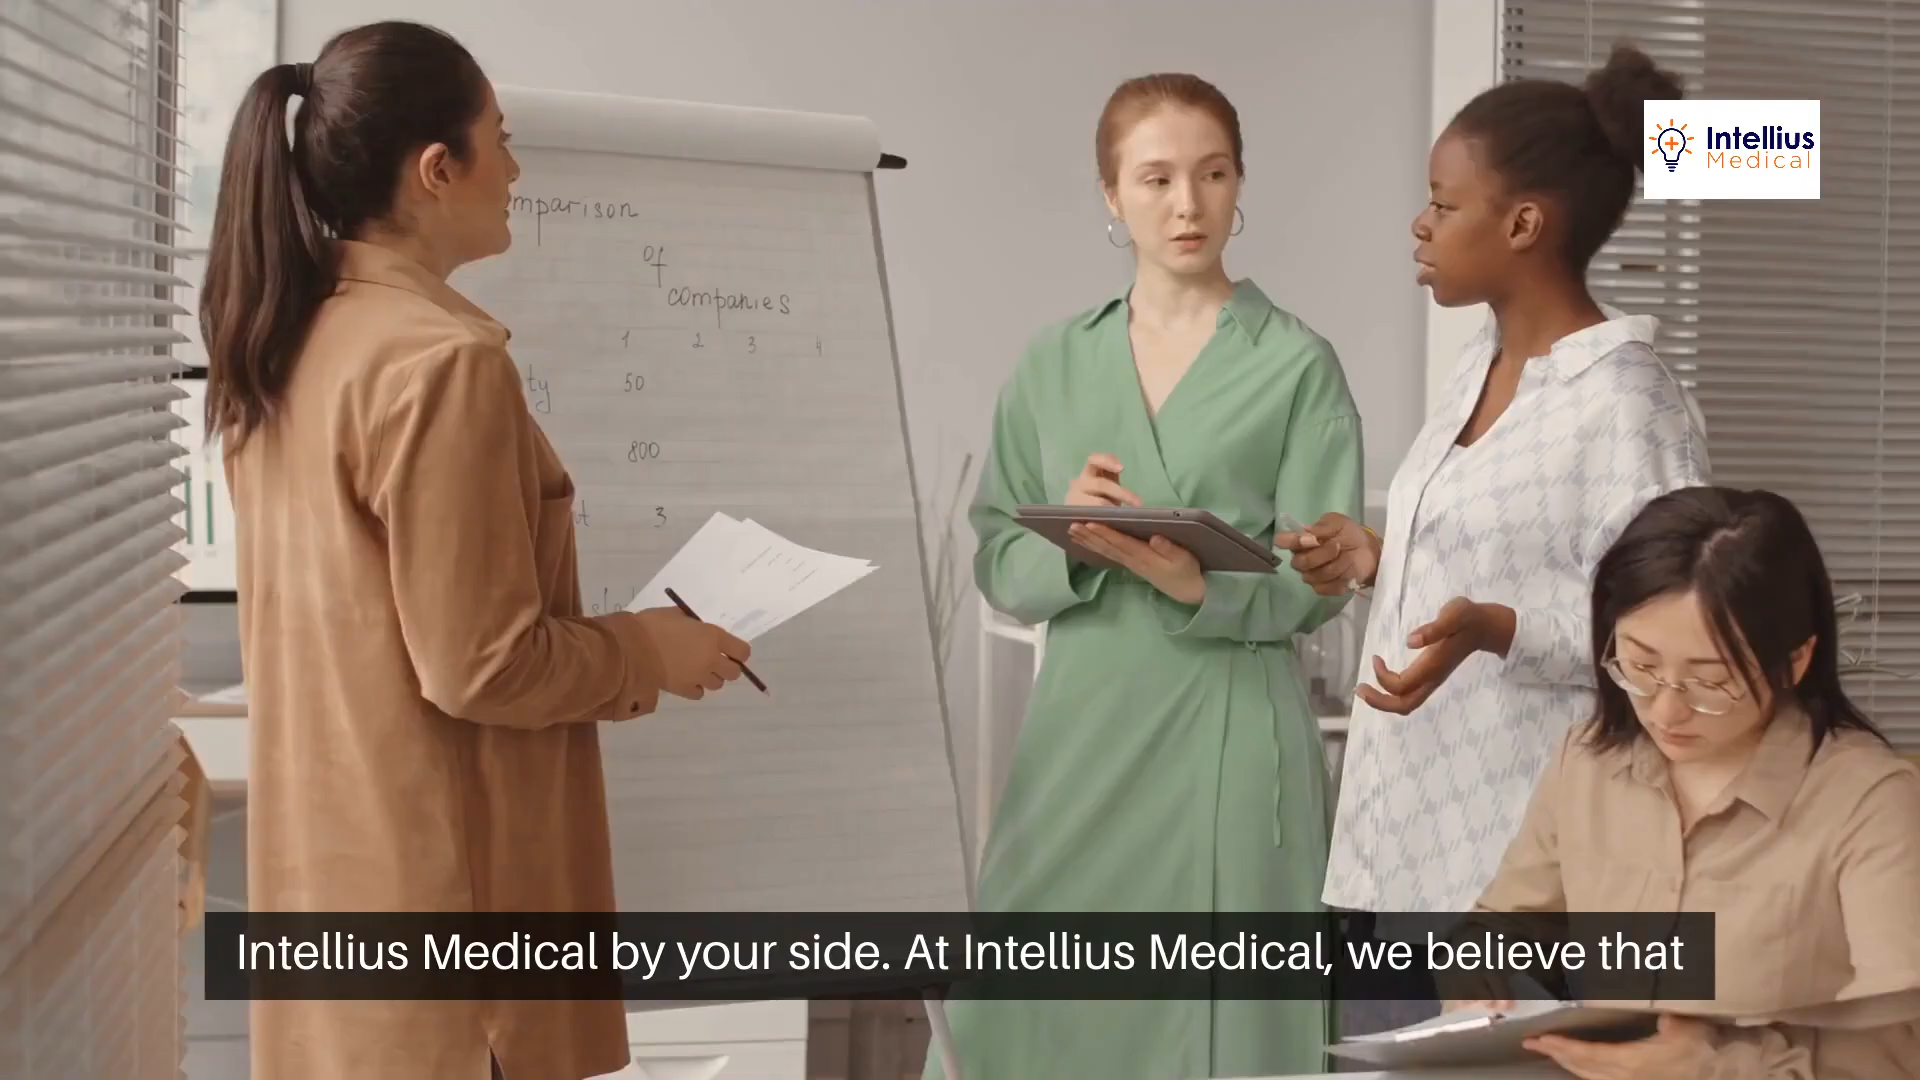 mparison
of
companies
1 2 3 4
ty 50
800
t 3
Intellius
Medical
Intellius Medical by your side. At Intellius Medical, we believe that